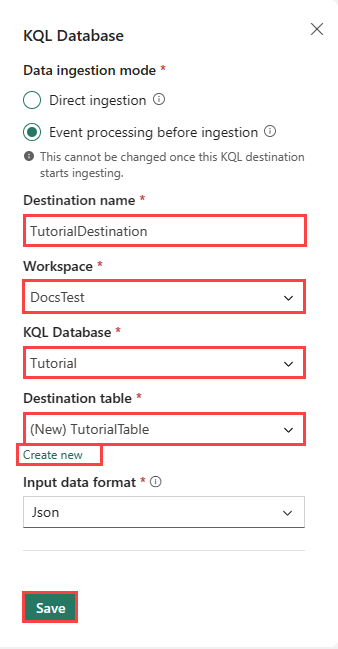 KQL Database
Data ingestion mode *
Direct ingestion
Event processing before ingestion
This cannot be changed once this KQL destination
starts ingesting.
Destination name *
TutorialDestination
Workspace *
DocsTest
KQL Database *
Tutorial
Destination table *
(New) TutorialTable
Create new
Input data format *
Json
Save